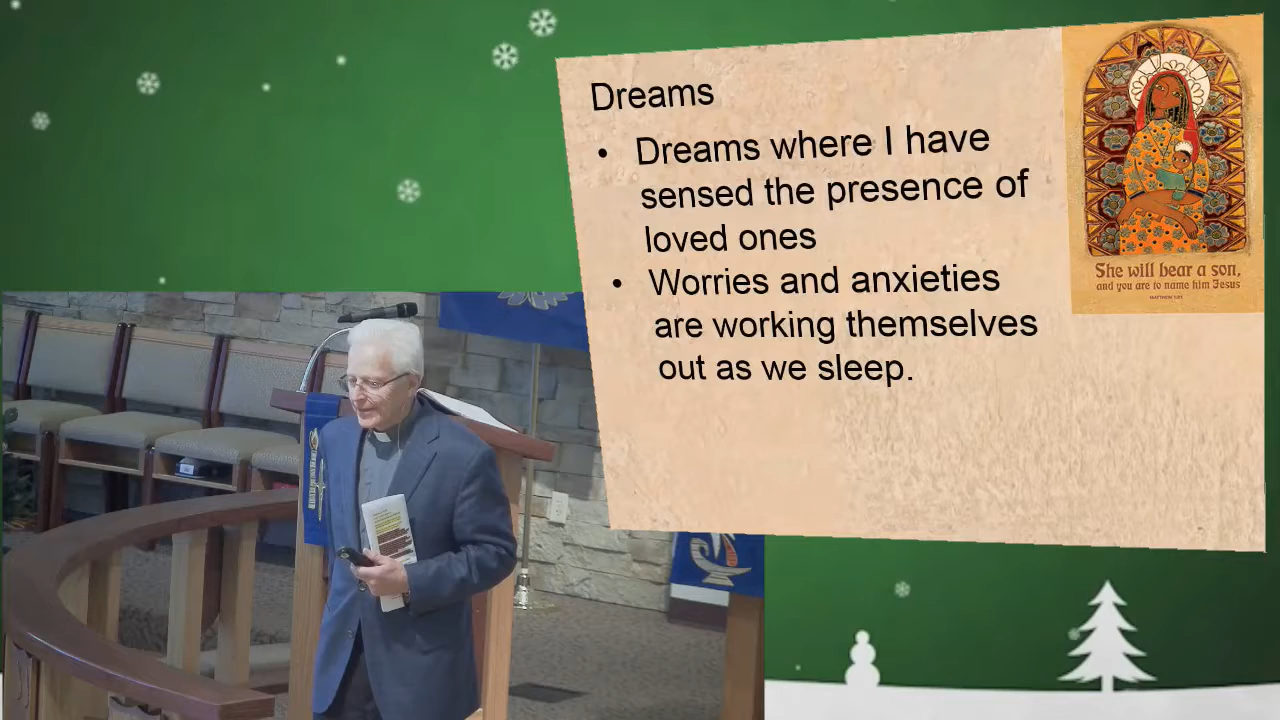 Dreams
• Dreams where I have
sensed the presence of
loved ones
• Worries and anxieties
are working themselves
out as we sleep.
She will bear a son,
and you are to name him Jesus